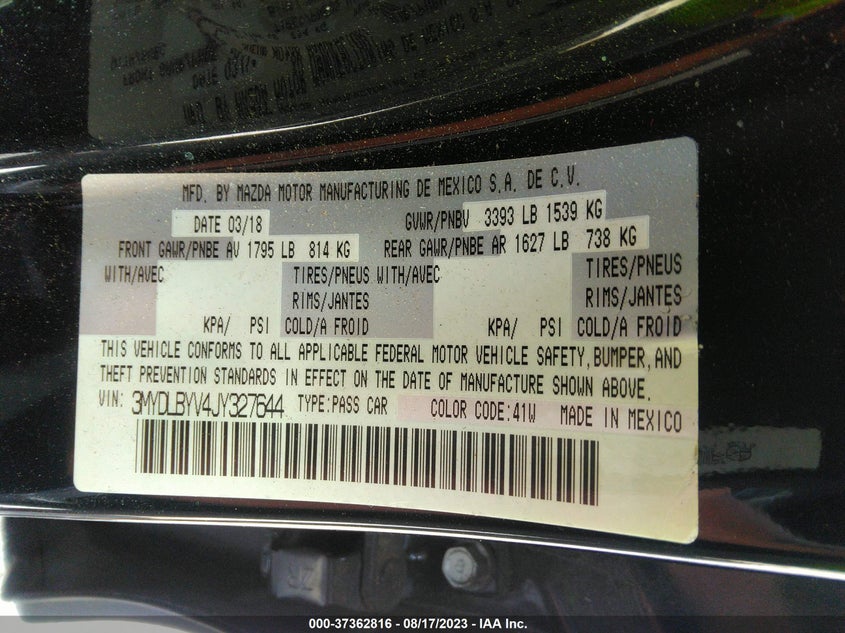 MFD. BY MAZDA MOTOR MANUFACTURING DE MEXICO S.A. DE C.V.
DATE 03/18 GVWR/PNBV 3393 LB 1539 KG
FRONT GAWR/PNBE AV 1795 LB 814 KG REAR GAWR/PNBE AR 1627 LB 738 KG
WITH/AVEC TIRES/PNEUS WITH/AVEC TIRES/PNEUS
RIMS/JANTES RIMS/JANTES
KPA/ PSI COLD/A FROID KPA/ PSI COLD/A FROID
THIS VEHICLE CONFORMS TO ALL APPLICABLE FEDERAL MOTOR VEHICLE SAFETY, BUMPER, AND
THEFT PREVENTION STANDARDS IN EFFECT ON THE DATE OF MANUFACTURE SHOWN ABOVE.
VIN: 3MYDLBYV4JY327644 TYPE:PASS CAR COLOR CODE:41W MADE IN MEXICO
000-37362816 - 08/17/2023 - IAA Inc.